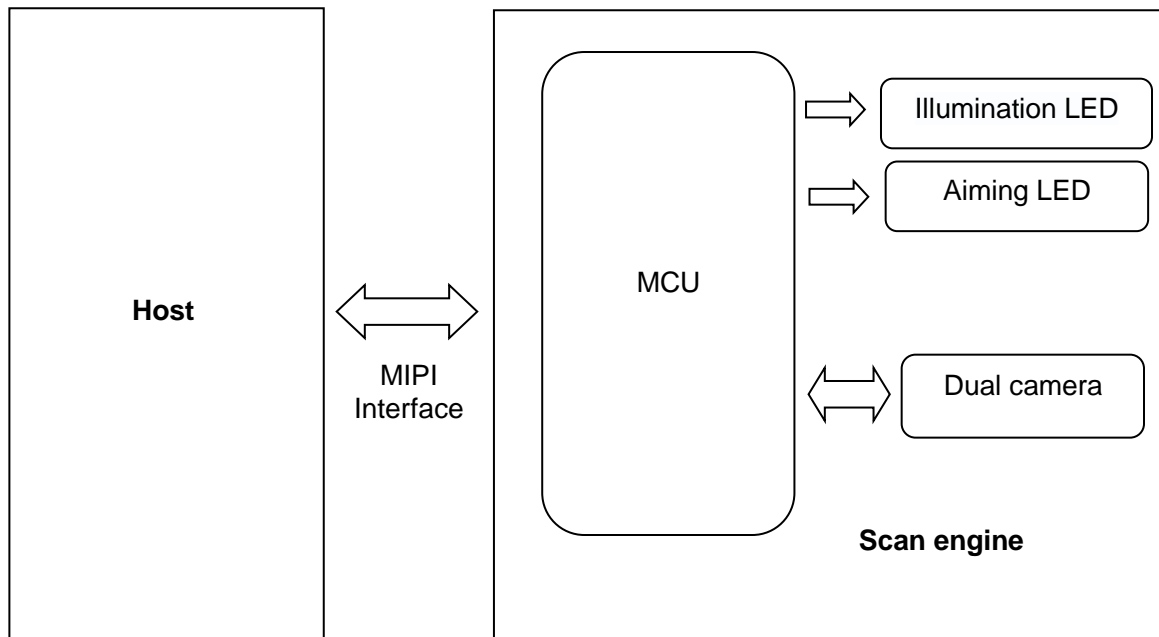 Host
MIPI
Interface
MCU
Illumination LED
Aiming LED
Dual camera
Scan engine